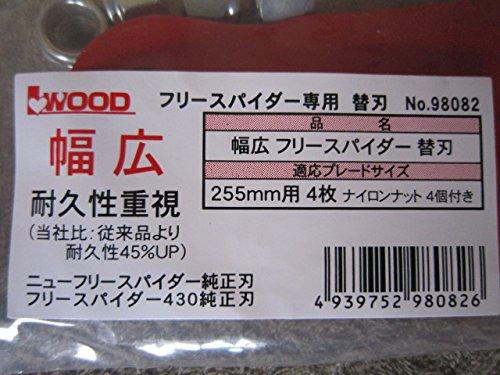 WOOD
フリースパイダー専用 替刃 No.98082
幅広
耐久性重視
(当社比:従来品より
耐久性45%UP)
ニューフリースパイダー純正刃
フリースパイダー430純正刃
品 名
幅広 フリースパイダー 替刃
適応ブレードサイズ
255mm用 4枚 ナイロンナット 4個付き
4 939752 980826